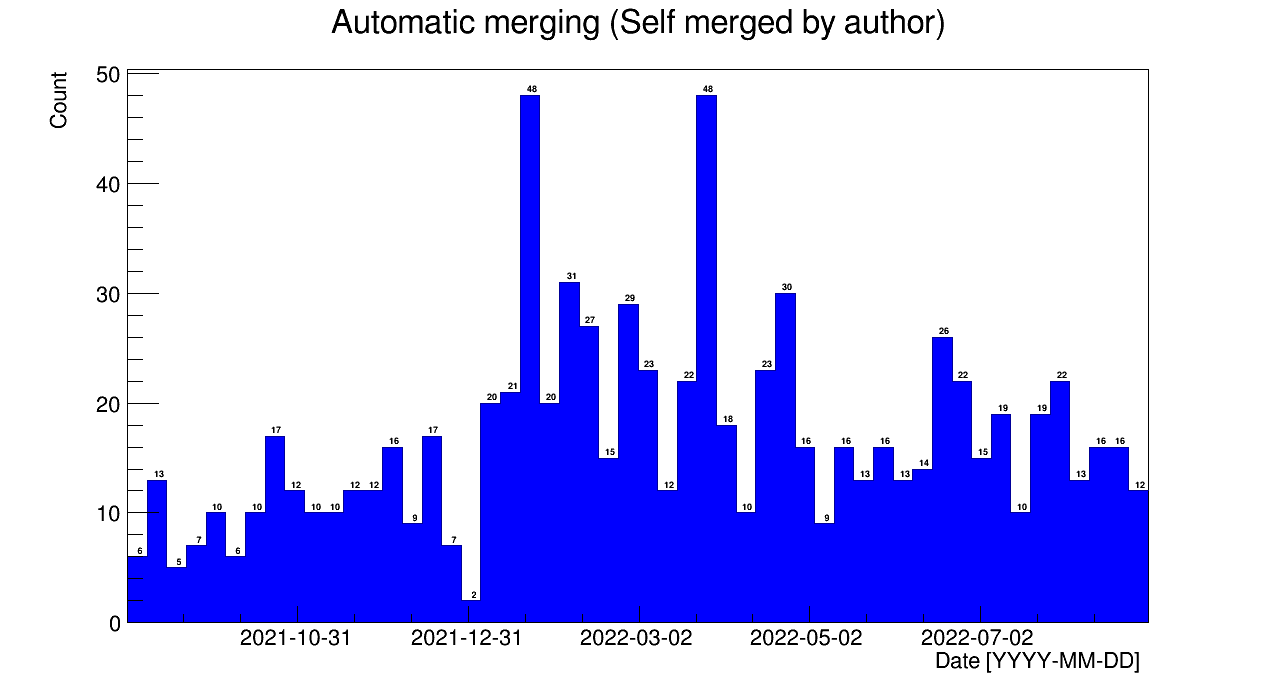 Automatic merging (Self merged by author)
Count
50
40
30
20
10
0
6 13 5 7 10 6 10 17 12 10 10 12 12 16 9 17 7 2 20 21 48 20 31 27 15 29 23 12 22 48 18 10 23 30 16 9 16 13 16 13 14 26 22 15 19 10 19 22 13 16 16 12
2021-10-31 2021-12-31 2022-03-02 2022-05-02 2022-07-02
Date [YYYY-MM-DD]